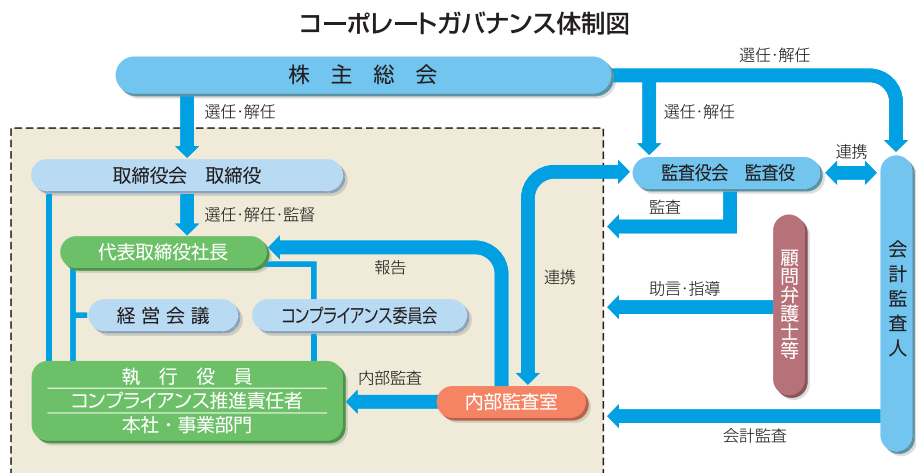 コーポレートガバナンス体制図
株主総会
選任・解任
選任・解任
選任・解任
取締役会 取締役
監査役会 監査役
連携
選任・解任・監督
監査
代表取締役社長
報告
連携
経営会議
コンプライアンス委員会
助言・指導
顧問弁護士等
会計監査人
執行役員
コンプライアンス推進責任者
本社・事業部門
内部監査
内部監査室
会計監査